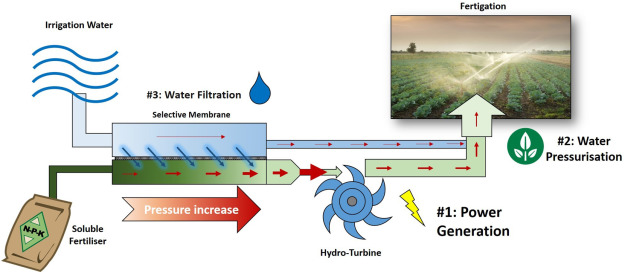 Irrigation Water
Fertigation
#3: Water Filtration
Selective Membrane
#2: Water
Pressurisation
Pressure increase
#1: Power
Generation
N-P-K
Soluble
Fertiliser
Hydro-Turbine